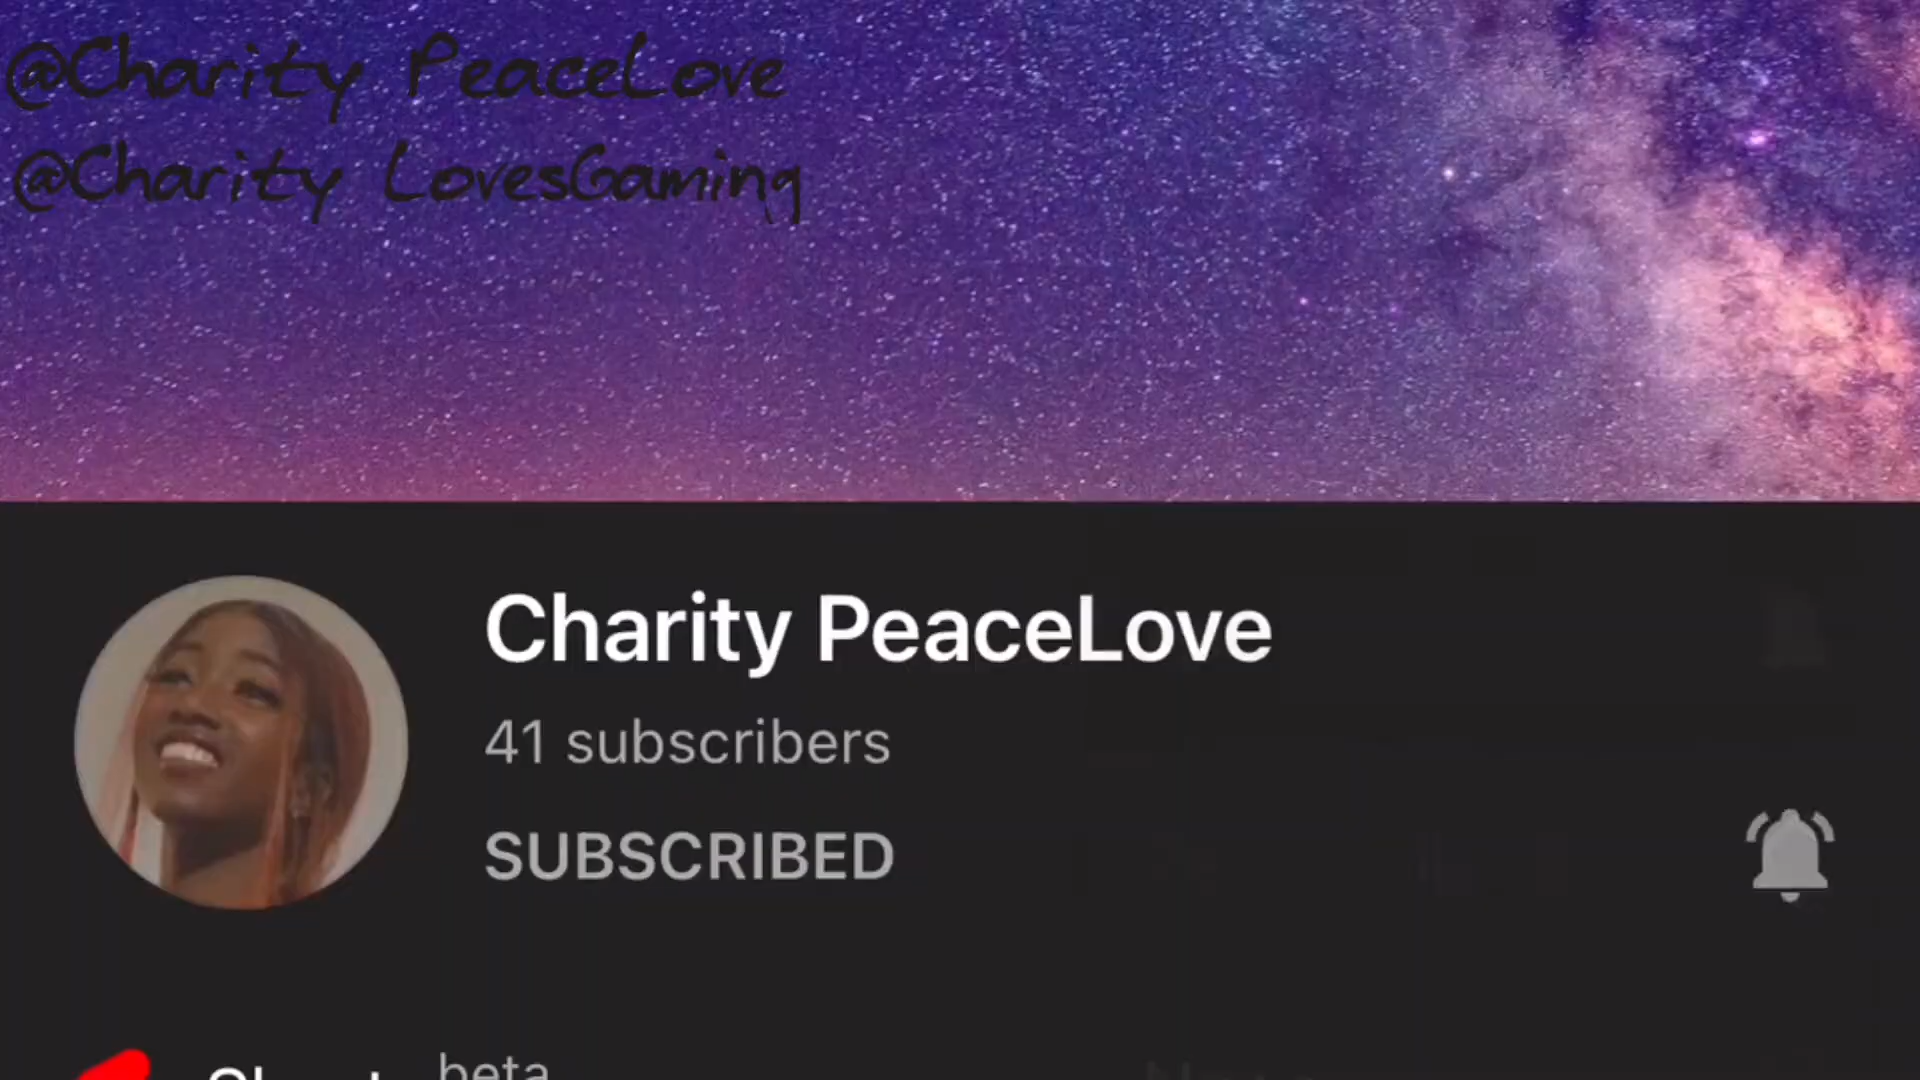 @Charity PeaceLove
@Charity LovesGaming
Charity PeaceLove
41 subscribers
SUBSCRIBED
beta